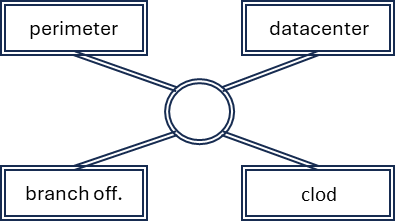 perimeter
datacenter
branch off.
clod